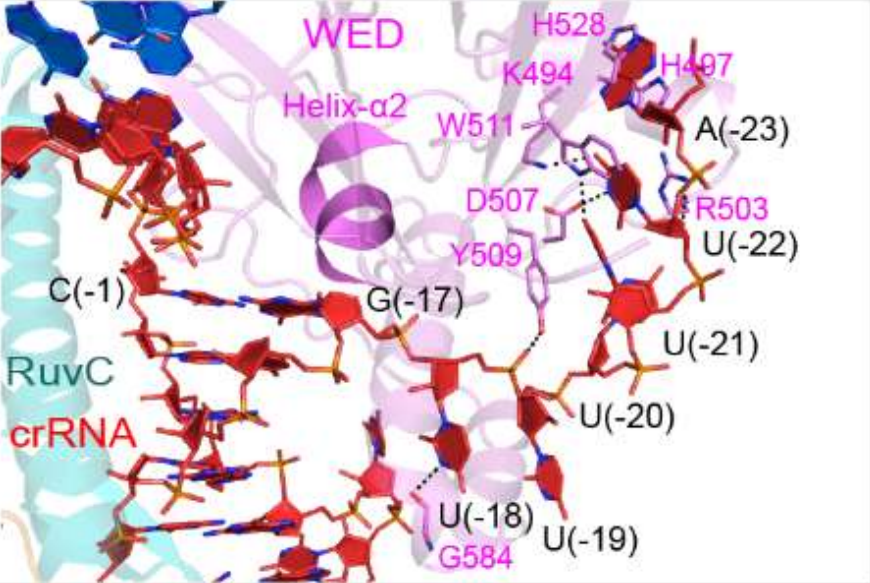 WED
H528
K494
H497
Helix-α2
W511
A(-23)
D507
R503
Y509
U(-22)
C(-1)
G(-17)
U(-21)
RuvC
U(-20)
crRNA
U(-18)
U(-19)
G584